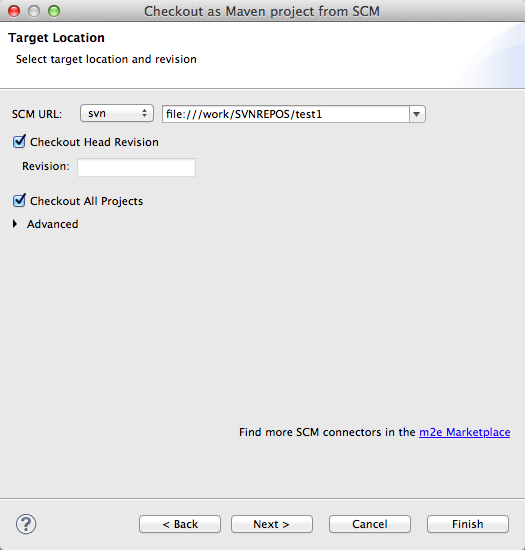 Checkout as Maven project from SCM
Target Location
Select target location and revision
SCM URL: svn file:///work/SVNREPOS/test1
Checkout Head Revision
Revision:
Checkout All Projects
Advanced
Find more SCM connectors in the m2e Marketplace
? < Back Next > Cancel Finish